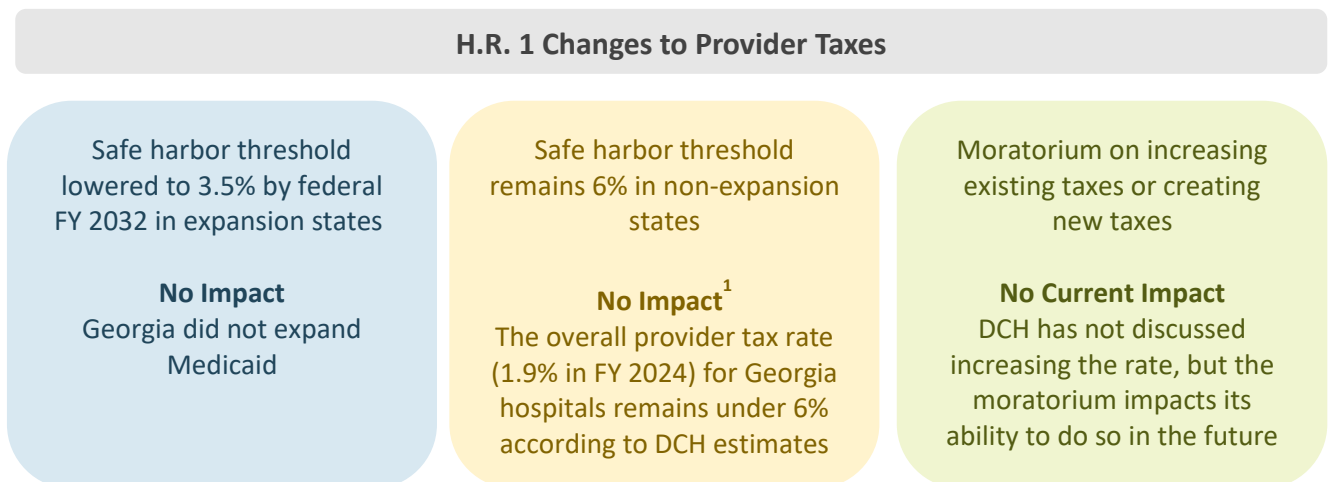 H.R. 1 Changes to Provider Taxes
Safe harbor threshold
lowered to 3.5% by federal
FY 2032 in expansion states
No Impact
Georgia did not expand
Medicaid
Safe harbor threshold
remains 6% in non-expansion
states
No Impact1
The overall provider tax rate
(1.9% in FY 2024) for Georgia
hospitals remains under 6%
according to DCH estimates
Moratorium on increasing
existing taxes or creating
new taxes
No Current Impact
DCH has not discussed
increasing the rate, but the
moratorium impacts its
ability to do so in the future